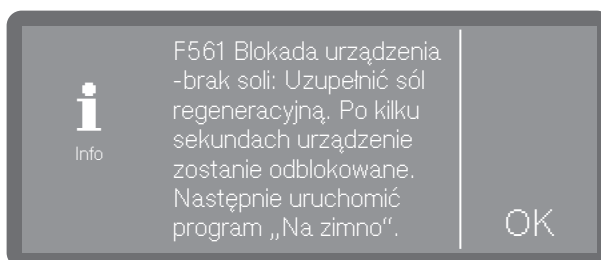 F561 Blokada urządzenia
-brak soli: Uzupełnić sól
regeneracyjną. Po kilku
sekundach urządzenie
zostanie odblokowane.
Następnie uruchomić
program „Na zimno“.
i
Info
OK